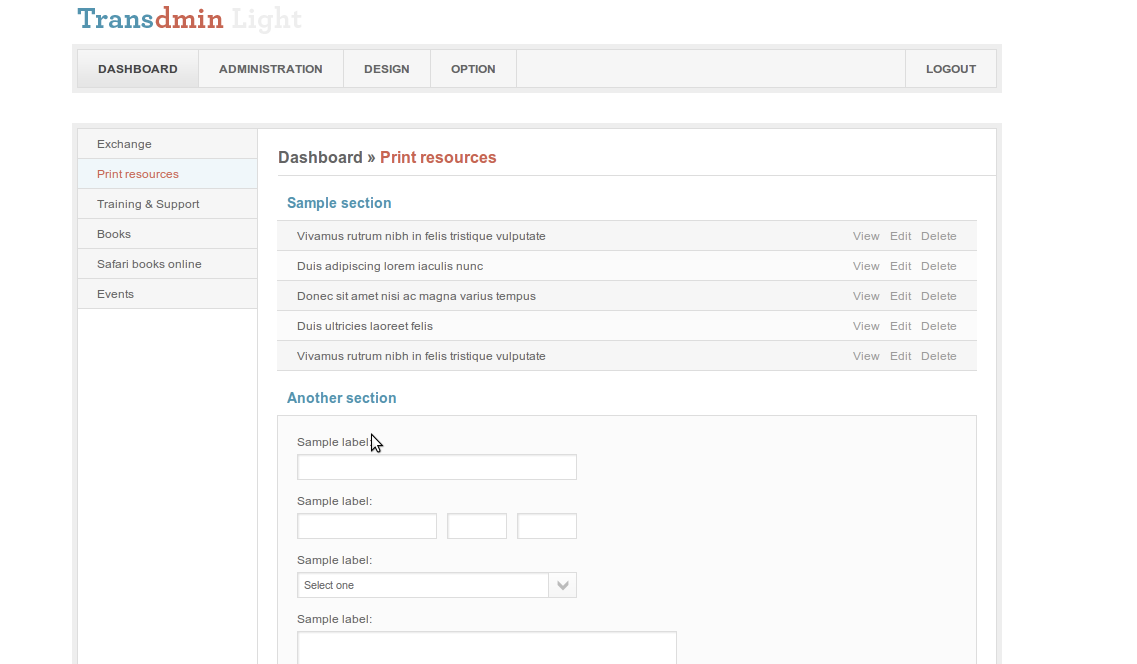 Transdmin Light
DASHBOARD ADMINISTRATION DESIGN OPTION LOGOUT
Exchange
Print resources
Training & Support
Books
Safari books online
Events
Dashboard » Print resources
Sample section
Vivamus rutrum nibh in felis tristique vulputate View Edit Delete
Duis adipiscing lorem iaculis nunc View Edit Delete
Donec sit amet nisi ac magna varius tempus View Edit Delete
Duis ultricies laoreet felis View Edit Delete
Vivamus rutrum nibh in felis tristique vulputate View Edit Delete
Another section
Sample label:
Sample label:
Sample label:
Select one
Sample label: